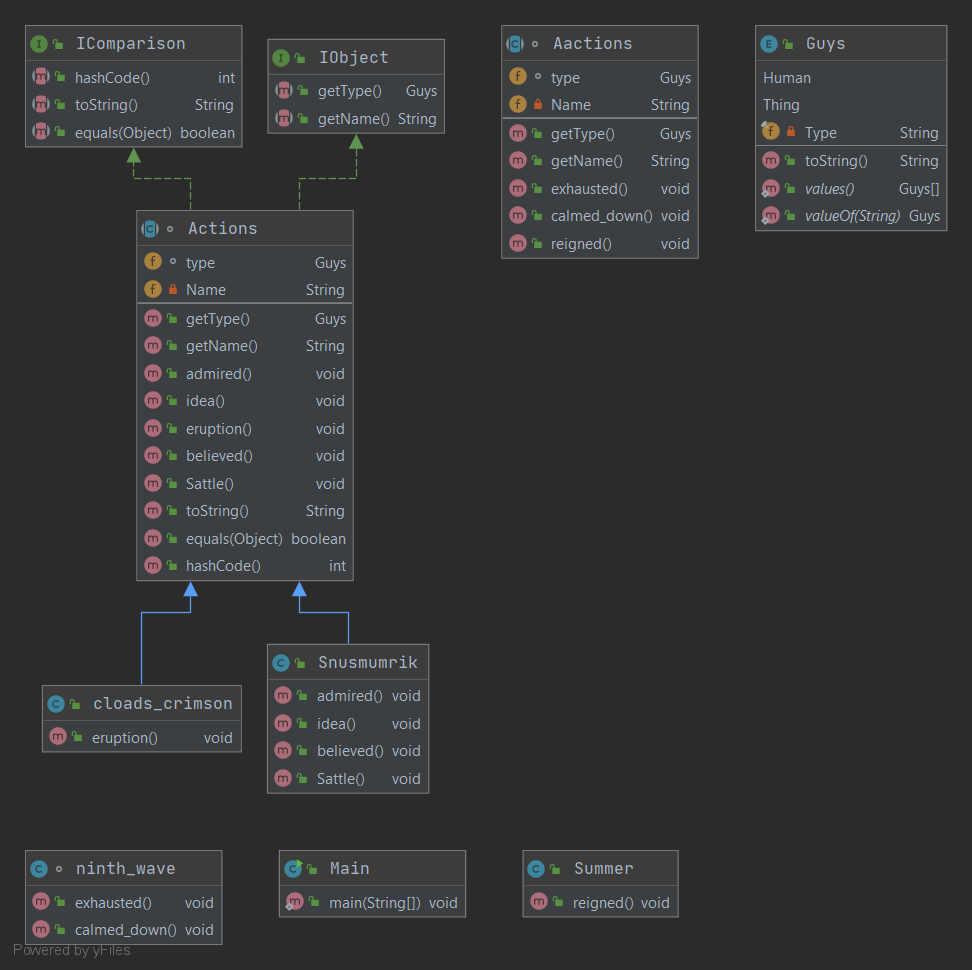 IComparison
hashCode() int
toString() String
equals(Object) boolean
IObject
getType() Guys
getName() String
Aactions
type Guys
Name String
getType() Guys
getName() String
exhausted() void
calmed_down() void
reigned() void
Guys
Human
Thing
Type String
toString() String
values() Guys[]
valueOf(String) Guys
Actions
type Guys
Name String
getType() Guys
getName() String
admired() void
idea() void
eruption() void
believed() void
Sattle() void
toString() String
equals(Object) boolean
hashCode() int
cloads_crimson
eruption() void
Snusmumrik
admired() void
idea() void
believed() void
Sattle() void
ninth_wave
exhausted() void
calmed_down() void
Main
main(String[]) void
Summer
reigned() void
Powered by yFiles